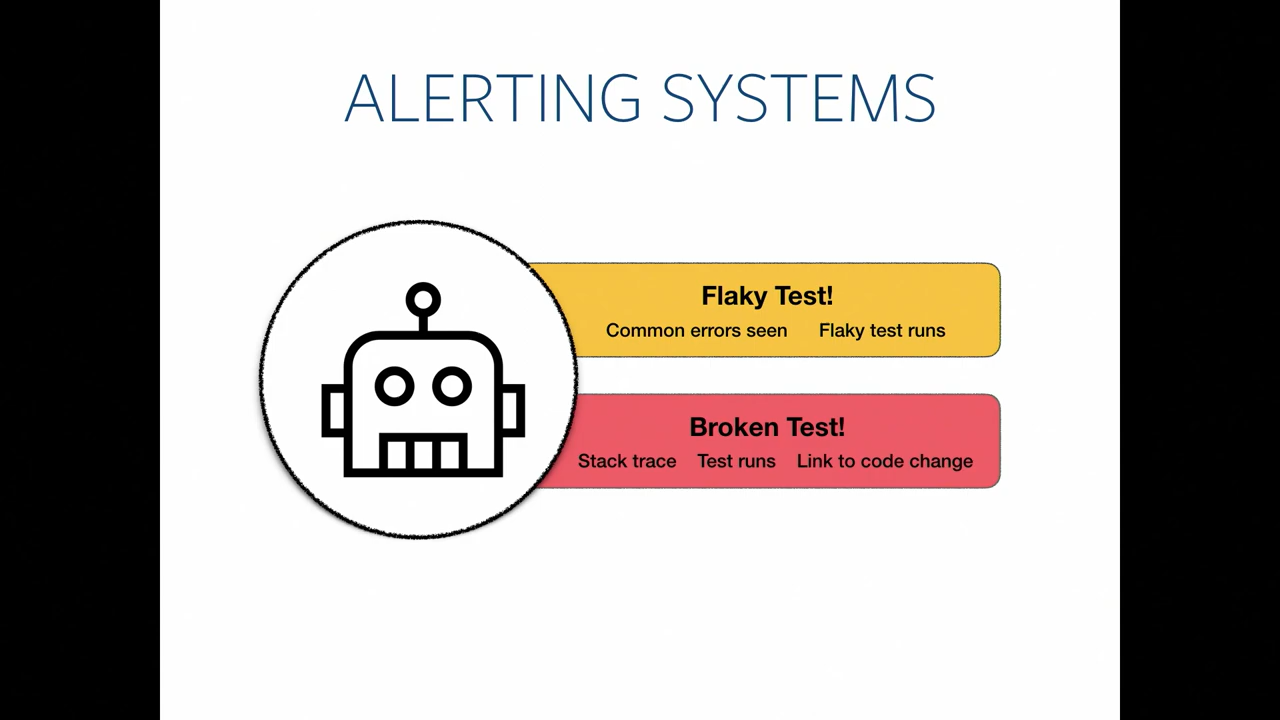 ALERTING SYSTEMS
Flaky Test!
Common errors seen Flaky test runs
Broken Test!
Stack trace Test runs Link to code change